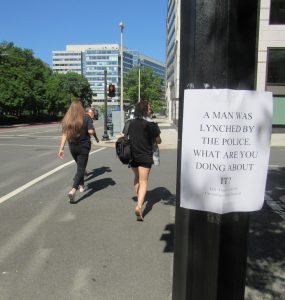 A MAN WAS
LYNCHED BY
THE POLICE.
WHAT ARE YOU
DOING ABOUT
IT?